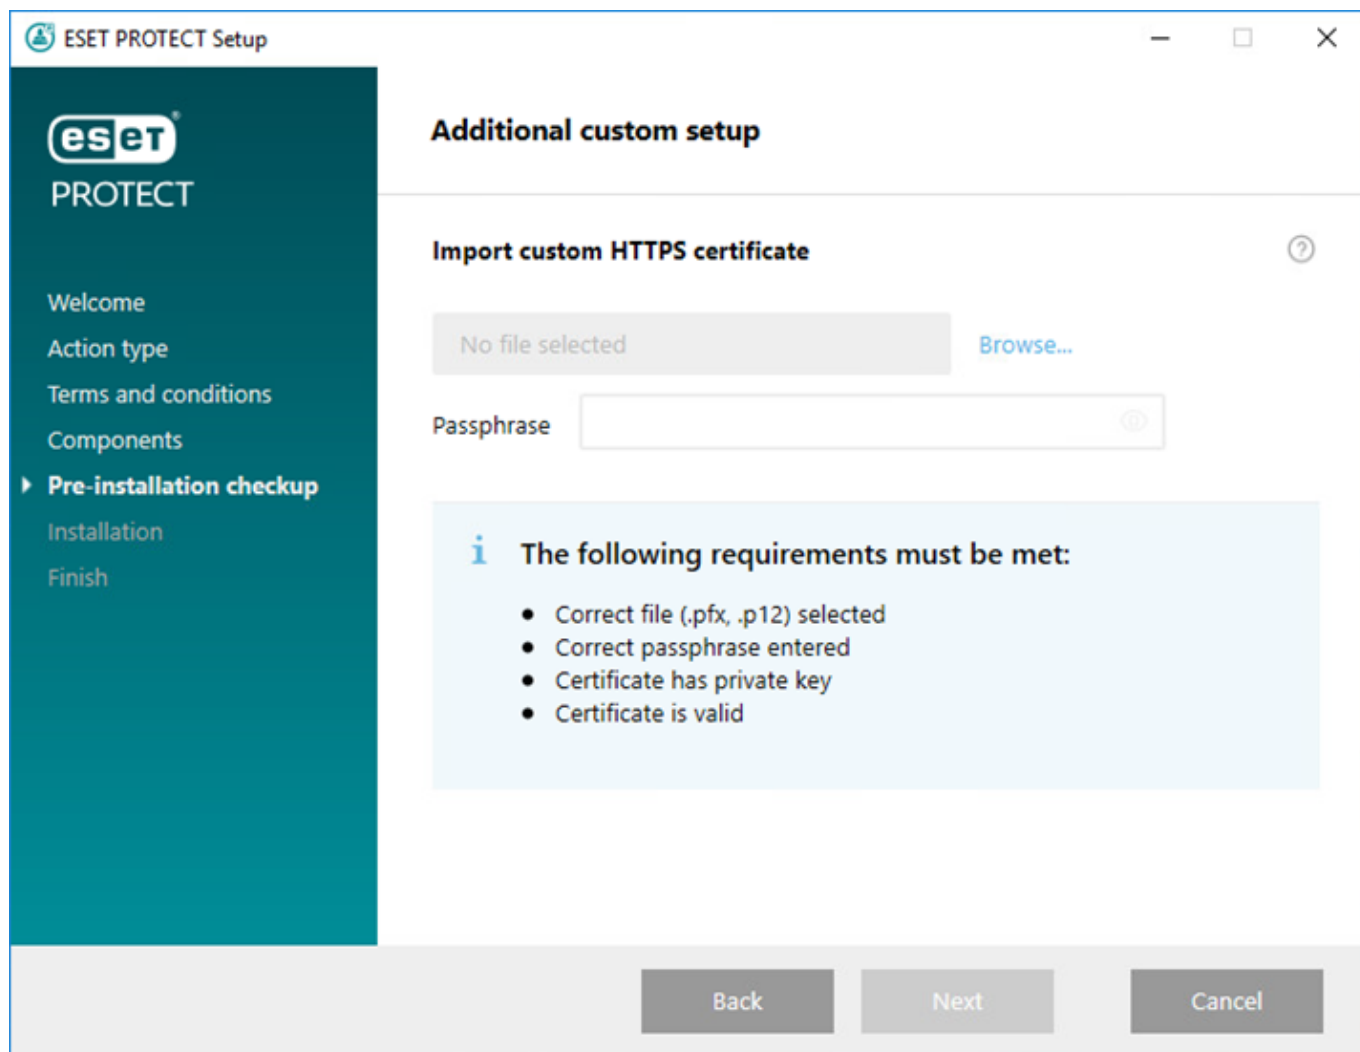 ESET PROTECT Setup
eset®
PROTECT
Welcome
Action type
Terms and conditions
Components
Pre-installation checkup
Installation
Finish
Additional custom setup
Import custom HTTPS certificate
?
No file selected
Browse...
Passphrase
i The following requirements must be met:
• Correct file (.pfx, .p12) selected
• Correct passphrase entered
• Certificate has private key
• Certificate is valid
Back
Next
Cancel